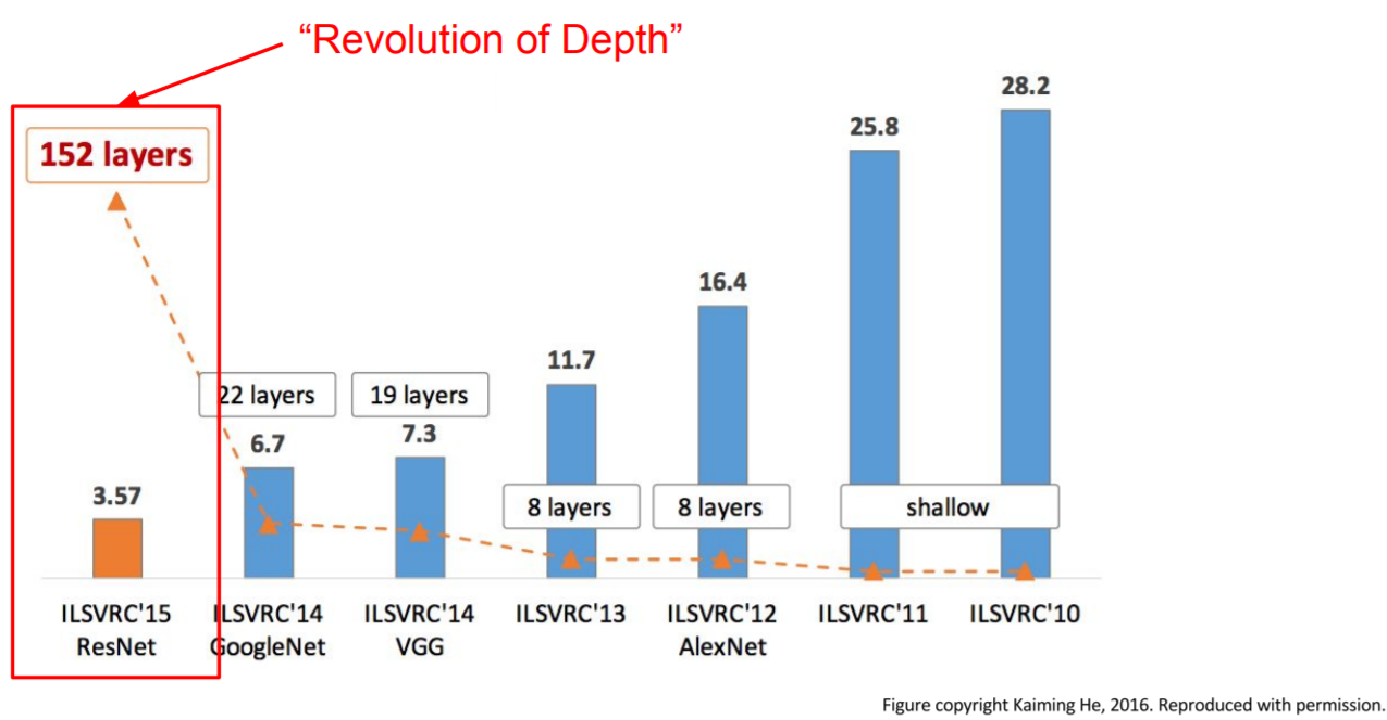 “Revolution of Depth”
152 layers
28.2
25.8
16.4
11.7
22 layers
19 layers
6.7
7.3
3.57
8 layers
8 layers
shallow
ILSVRC'15
ResNet
ILSVRC'14
GoogleNet
ILSVRC'14
VGG
ILSVRC'13
ILSVRC'12
AlexNet
ILSVRC'11
ILSVRC'10
Figure copyright Kaiming He, 2016. Reproduced with permission.